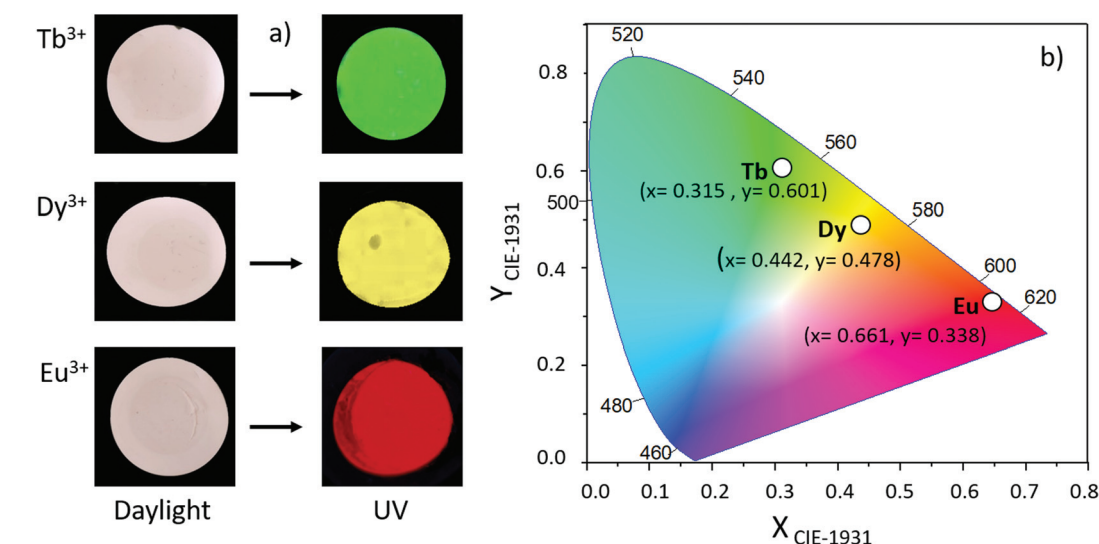 Tb³⁺
a)
Dy³⁺
Eu³⁺
Daylight
UV
b)
Y CIE-1931
0.8
0.6
0.4
0.2
0.0
520
540
560
500
580
600
620
480
460
Tb
(x= 0.315 , y= 0.601)
Dy
(x= 0.442, y= 0.478)
Eu
(x= 0.661, y= 0.338)
0.0 0.1 0.2 0.3 0.4 0.5 0.6 0.7 0.8
X CIE-1931